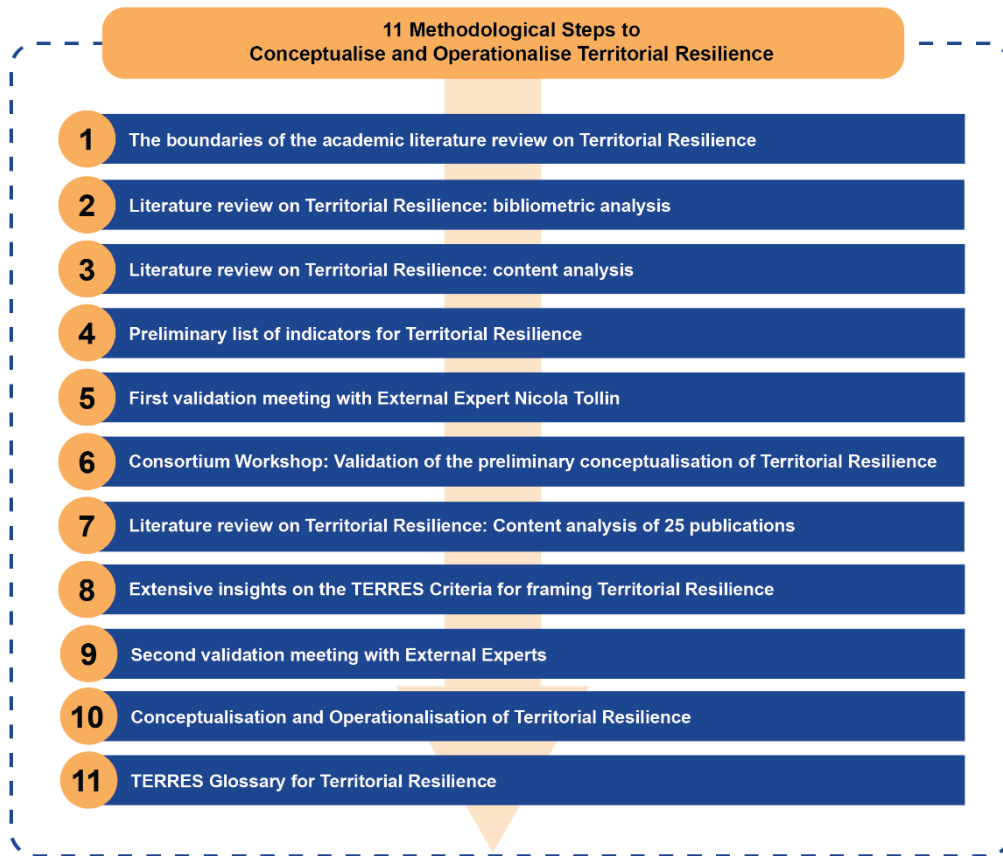 11 Methodological Steps to
Conceptualise and Operationalise Territorial Resilience
1 The boundaries of the academic literature review on Territorial Resilience
2 Literature review on Territorial Resilience: bibliometric analysis
3 Literature review on Territorial Resilience: content analysis
4 Preliminary list of indicators for Territorial Resilience
5 First validation meeting with External Expert Nicola Tollin
6 Consortium Workshop: Validation of the preliminary conceptualisation of Territorial Resilience
7 Literature review on Territorial Resilience: Content analysis of 25 publications
8 Extensive insights on the TERRES Criteria for framing Territorial Resilience
9 Second validation meeting with External Experts
10 Conceptualisation and Operationalisation of Territorial Resilience
11 TERRES Glossary for Territorial Resilience